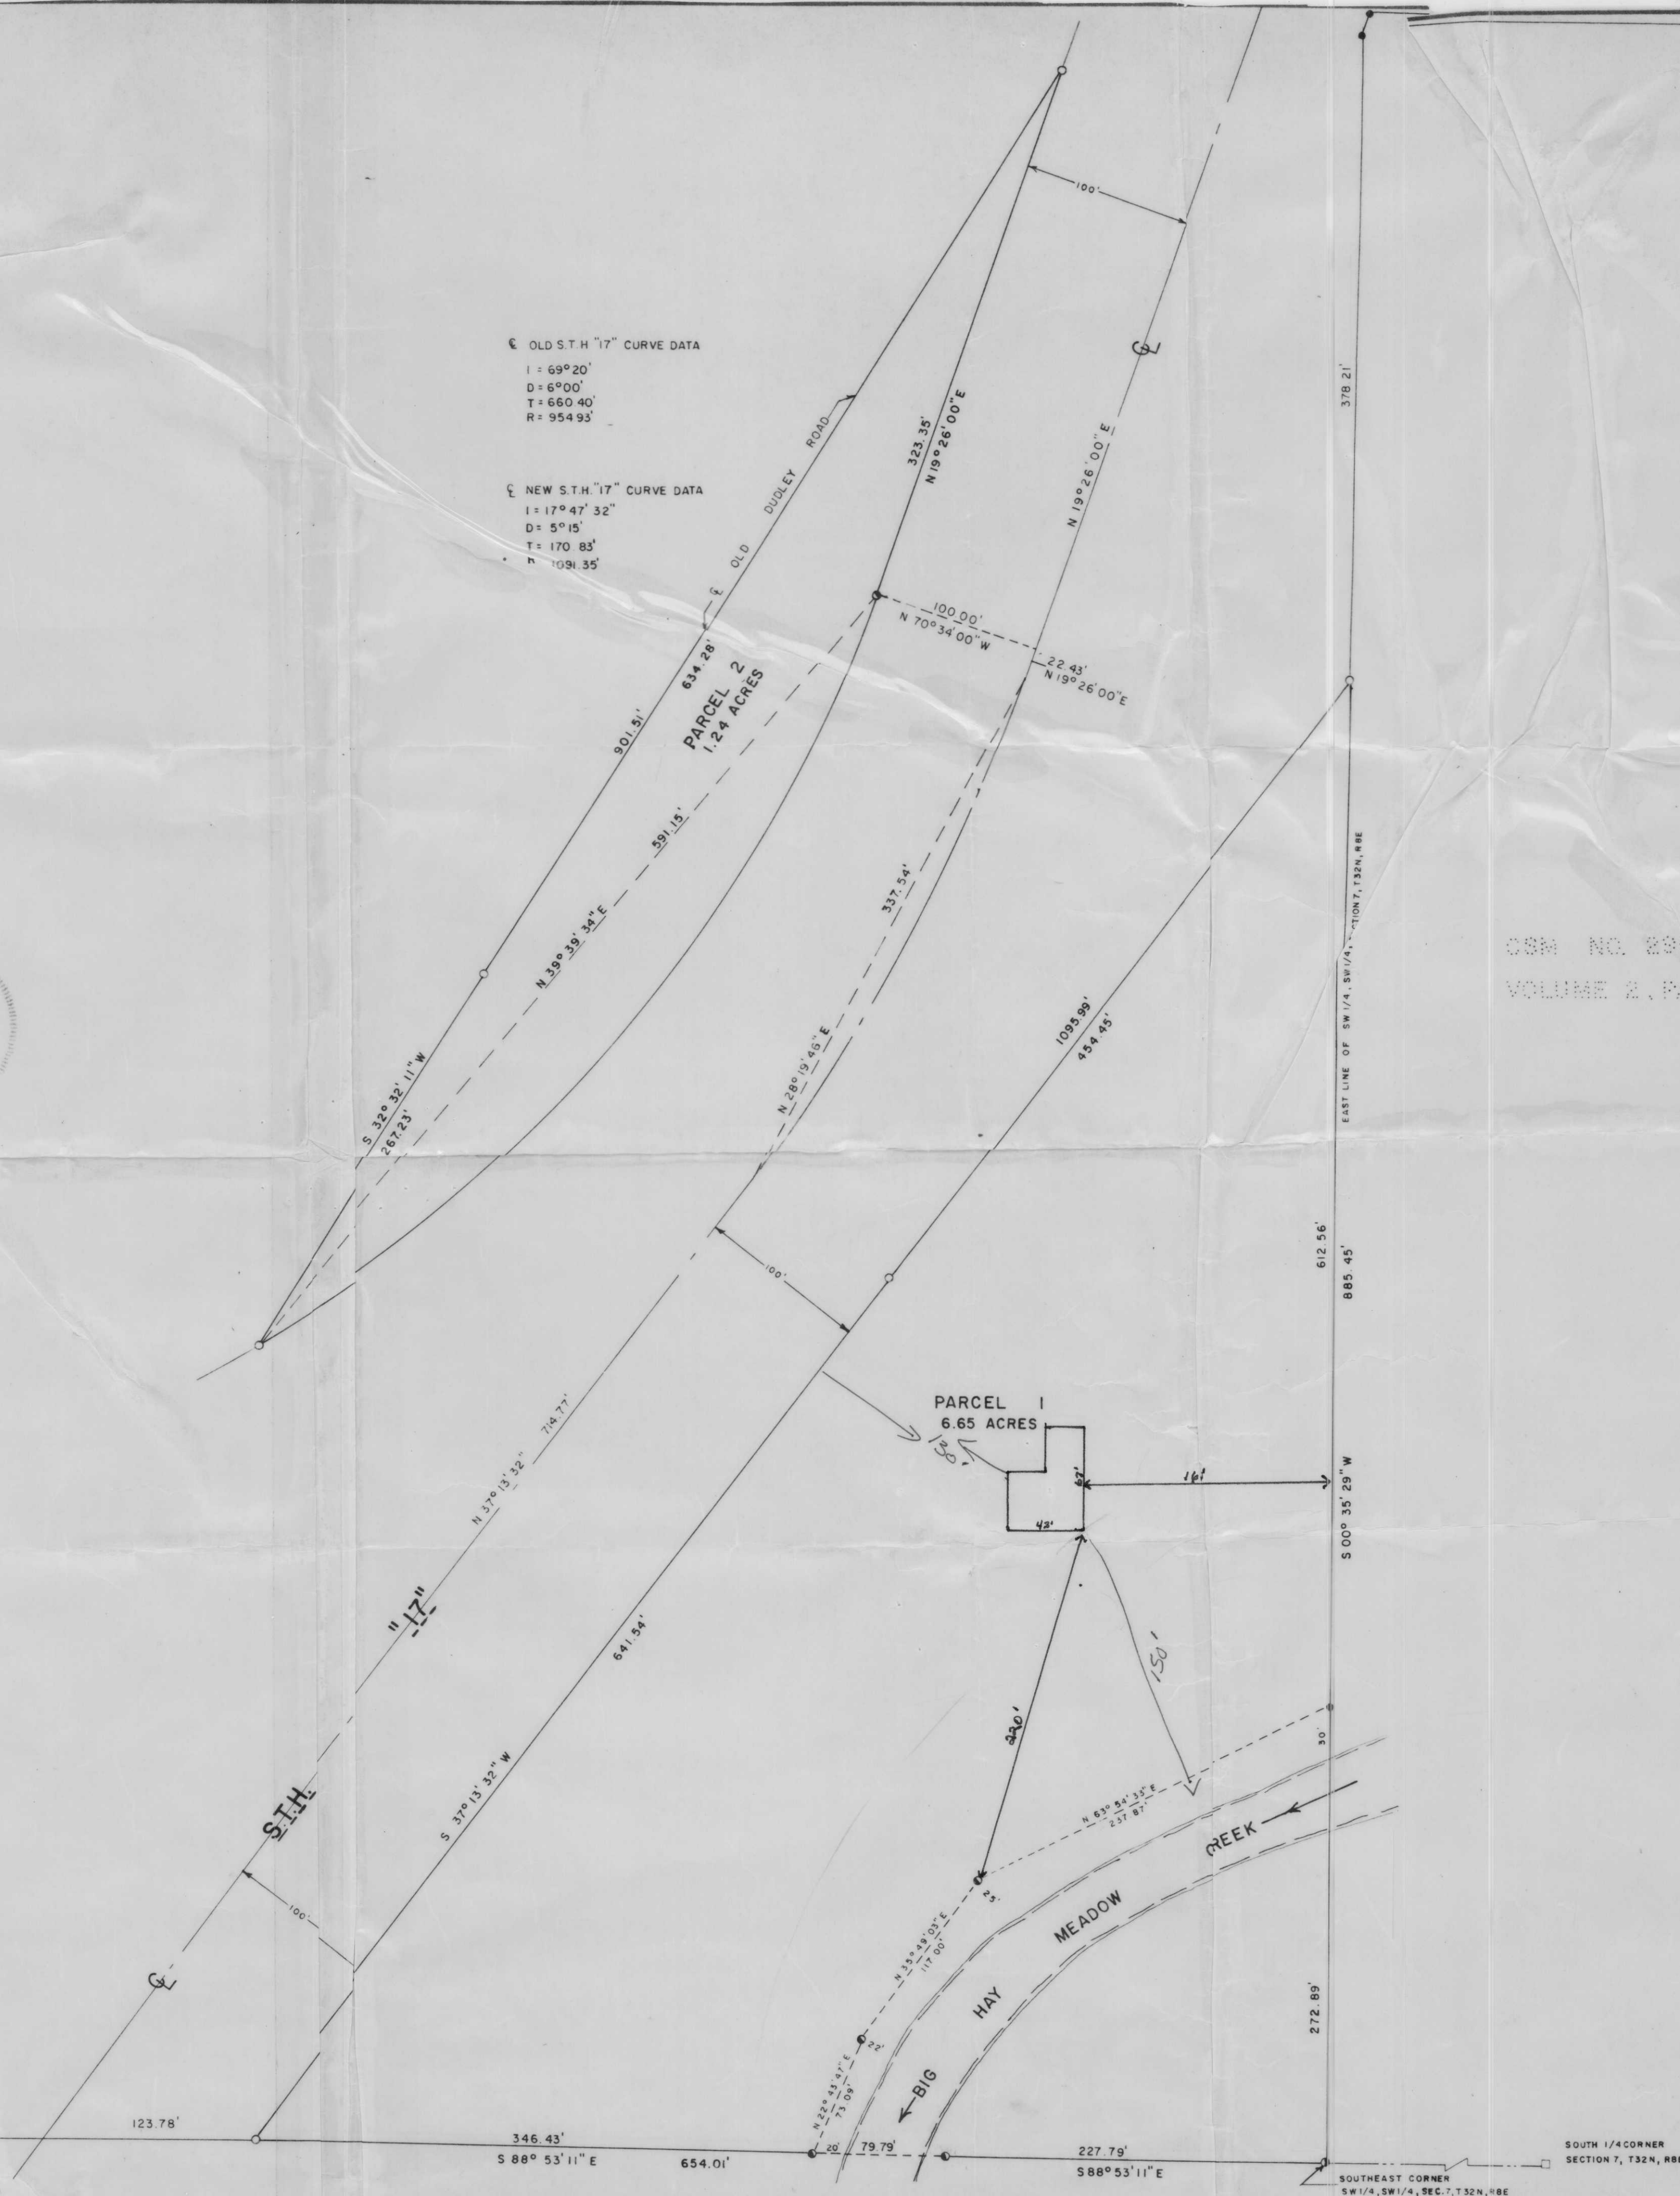 100'
℄ OLD S.T.H "17" CURVE DATA
I = 69°20'
D = 6°00'
T = 660 40'
R = 954 93'
378 21'
℄
OLD DUDLEY ROAD
323.35'
N 19° 26' 00" E
N 19° 26' 00" E
℄ NEW S.T.H. "17" CURVE DATA
I = 17° 47' 32"
D = 5° 15'
T = 170 83'
1091.35'
℄
100 00'
N 70° 34' 00" W
22 43'
N 19° 26' 00" E
634.28'
PARCEL 2
1.24 ACRES
901.51'
591.15'
337.54'
N 39° 39' 34" E
EAST LINE OF SW 1/4, SW 1/4, SECTION 7, T32N, R8E
CSM NO. 29
VOLUME 2, P
1095.99'
454.45'
N 28° 19' 46" E
S 32° 32' 11" W
267.23'
612.56'
885.45'
100'
714.77'
N 37° 13' 32"
PARCEL 1
6.65 ACRES
62'
161'
42'
S 00° 35' 29" W
"17"
641.54'
150'
220'
30'
S.T.H.
S 37° 13' 32" W
N 63° 54' 33" E
237 87'
CREEK
100'
25'
MEADOW
N 35° 49' 03" E
117 00'
HAY
℄
22'
272.89'
BIG
N 22° 43' 47" E
73.09'
123.78'
346.43'
S 88° 53' 11" E
654.01'
20'
79.79'
227.79'
S 88° 53' 11" E
SOUTH 1/4 CORNER
SECTION 7, T32N, R8E
SOUTHEAST CORNER
SW 1/4, SW 1/4, SEC. 7, T 32 N, R8E